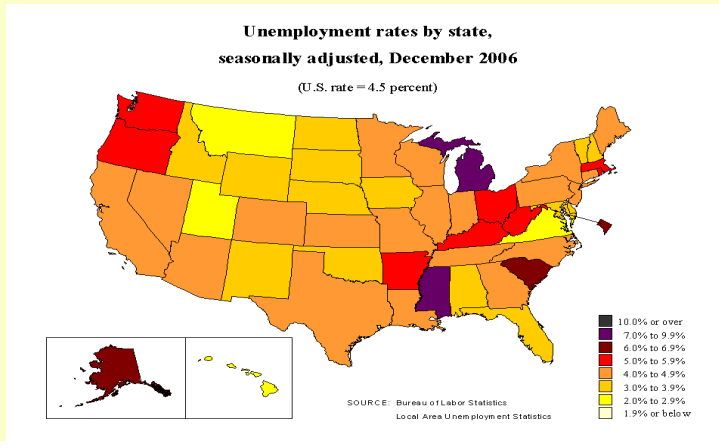 Unemployment rates by state,
seasonally adjusted, December 2006
(U.S. rate = 4.5 percent)
10.0% or over
7.0% to 9.9%
6.0% to 6.9%
5.0% to 5.9%
4.0% to 4.9%
3.0% to 3.9%
2.0% to 2.9%
1.9% or below
SOURCE: Bureau of Labor Statistics
Local Area Unemployment Statistics